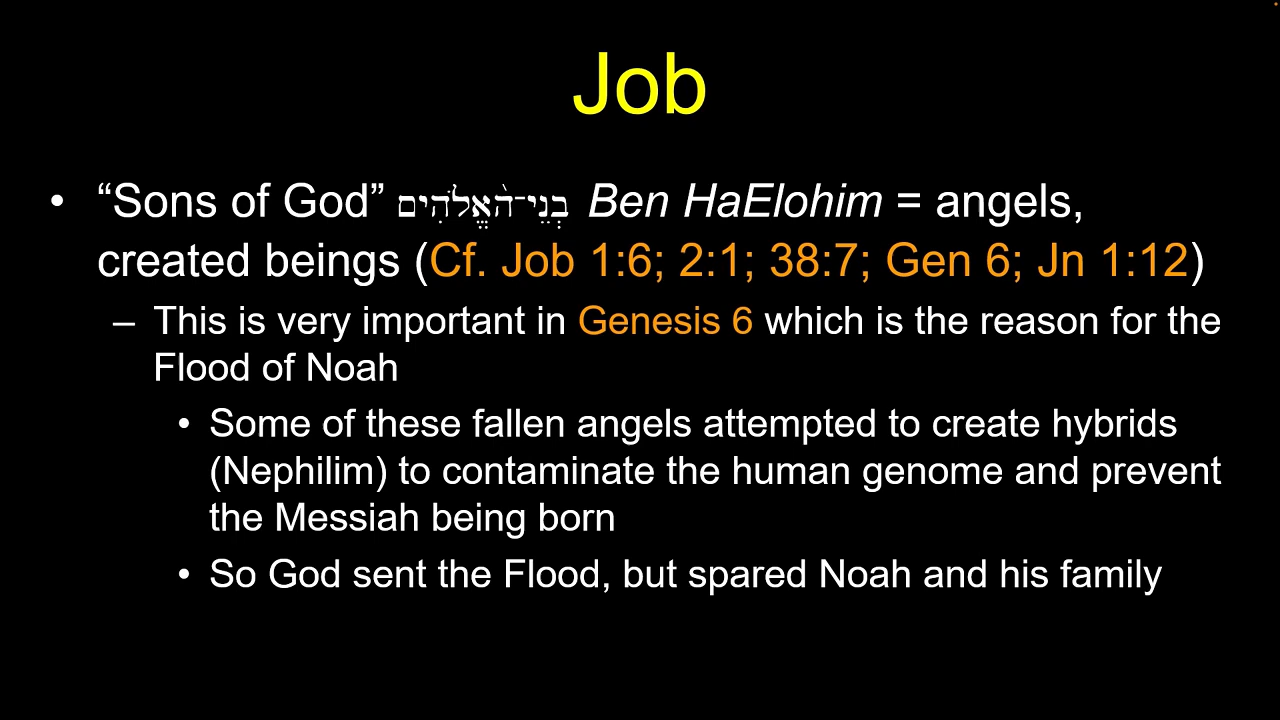 Job
• “Sons of God” בְנֵי־הָ֙אֱלֹהִ֔ים Ben HaElohim = angels,
created beings (Cf. Job 1:6; 2:1; 38:7; Gen 6; Jn 1:12)
– This is very important in Genesis 6 which is the reason for the
Flood of Noah
• Some of these fallen angels attempted to create hybrids
(Nephilim) to contaminate the human genome and prevent
the Messiah being born
• So God sent the Flood, but spared Noah and his family